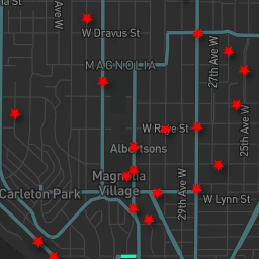 Ave W
W Dravus St
27th Ave W
MAGNOLIA
25th Ave W
W Raye St
Albertsons
Magnolia
Village
29th Ave W
Carleton Park
W Lynn St